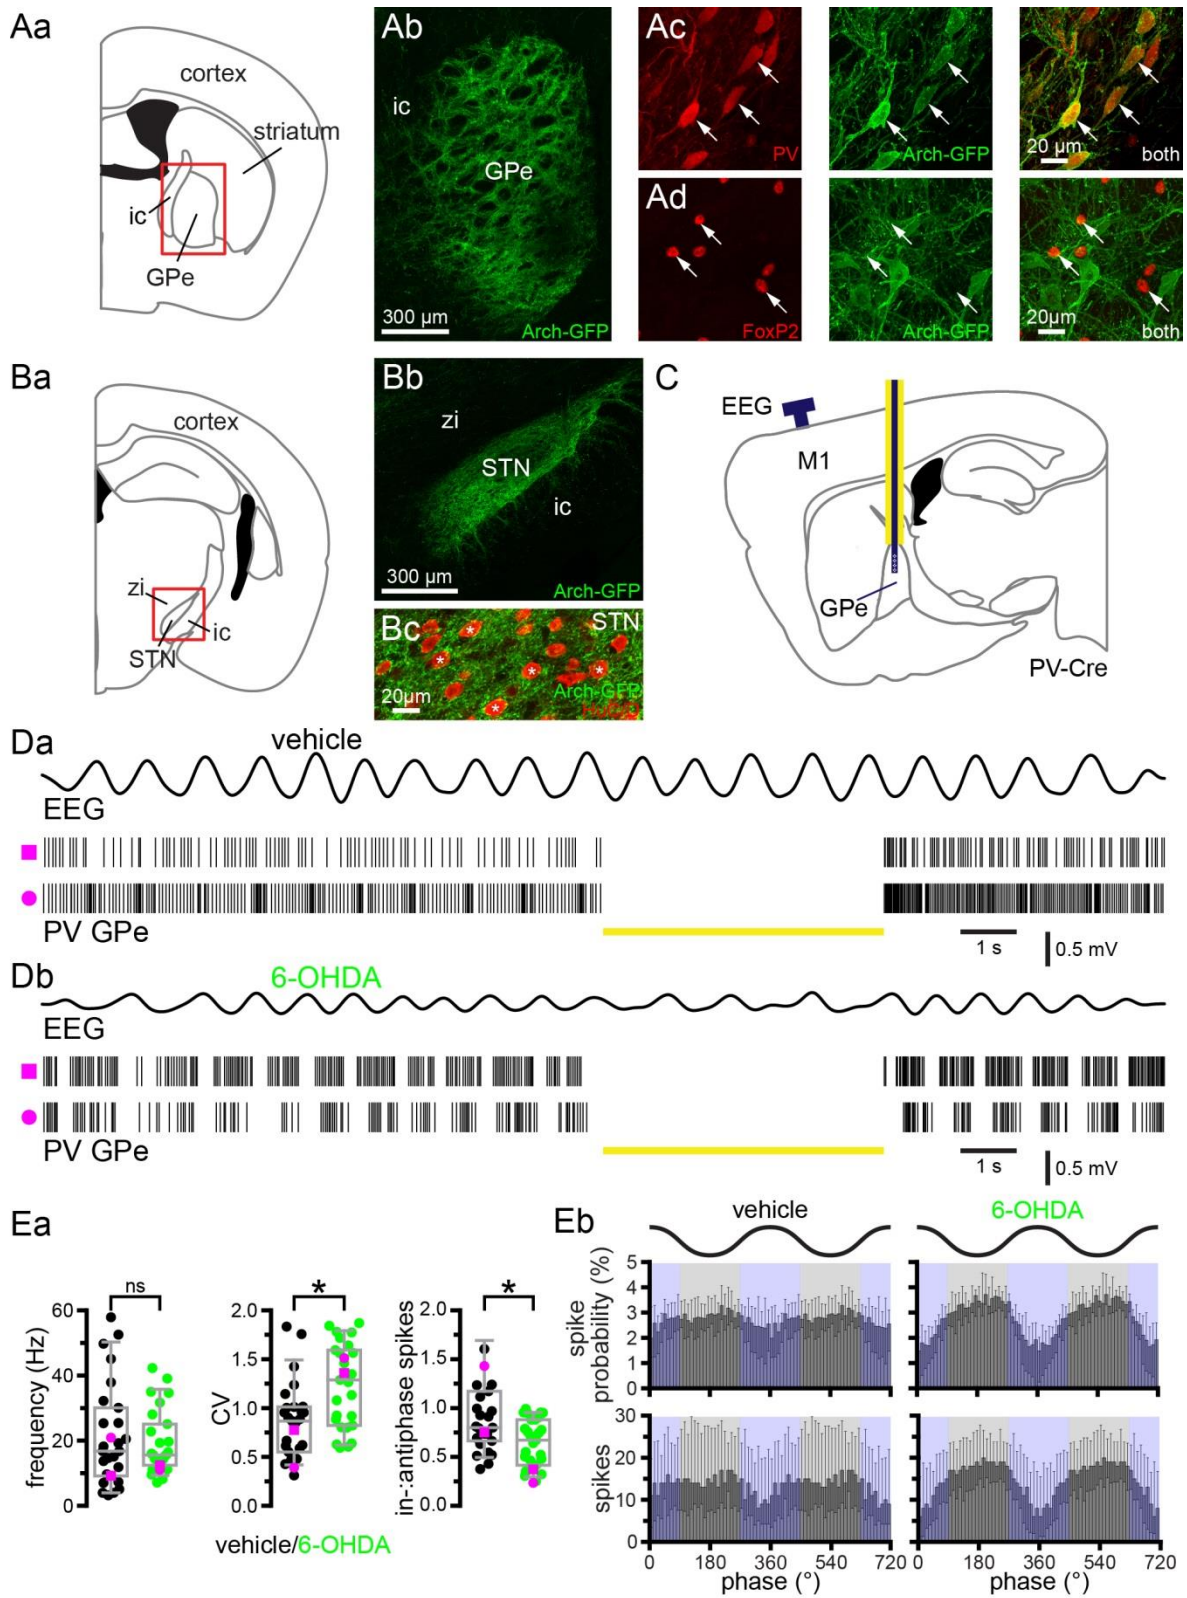 Aa
cortex
striatum
ic
GPe
Ab
ic
GPe
300 µm
Arch-GFP
Ac
PV
Arch-GFP
20 µm
both
Ad
FoxP2
Arch-GFP
20µm
both
Ba
cortex
zi
ic
STN
Bb
zi
STN
ic
300 µm
Arch-GFP
Bc
STN
* * * * *
20µm
Arch-GFP
C
EEG
M1
GPe
PV-Cre
Da
vehicle
EEG
PV GPe
1 s
0.5 mV
Db
6-OHDA
EEG
PV GPe
1 s
0.5 mV
Ea
ns
60
40
20
0
frequency (Hz)
*
2.0
1.5
1.0
0.5
0.0
CV
*
2.0
1.5
1.0
0.5
0.0
in-:antiphase spikes
vehicle/6-OHDA
Eb
vehicle
6-OHDA
5
4
3
2
1
0
spike
probability (%)
30
20
10
0
spikes
0 180 360 540 720
phase (°)
0 180 360 540 720
phase (°)